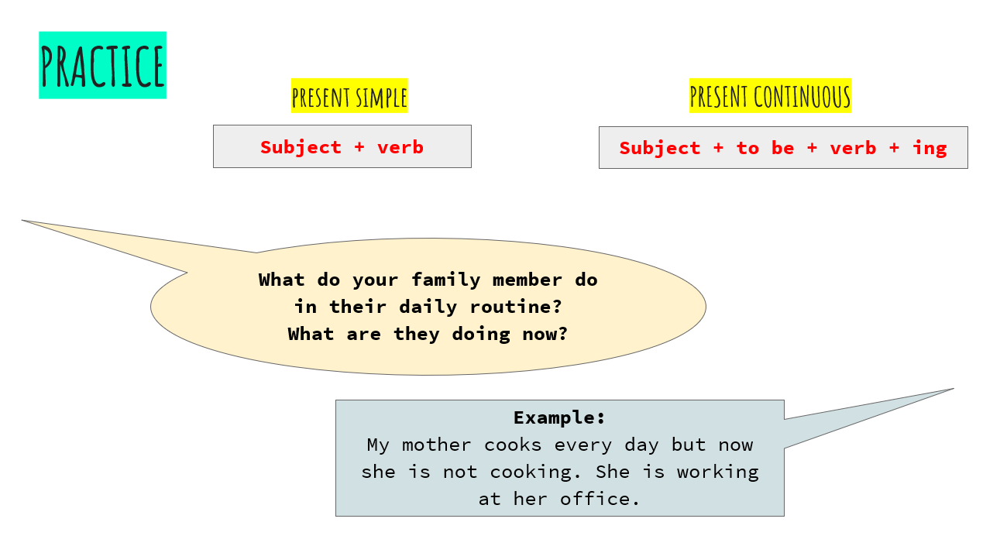 PRACTICE
PRESENT SIMPLE
PRESENT CONTINUOUS
Subject + verb
Subject + to be + verb + ing
What do your family member do
in their daily routine?
What are they doing now?
Example:
My mother cooks every day but now
she is not cooking. She is working
at her office.